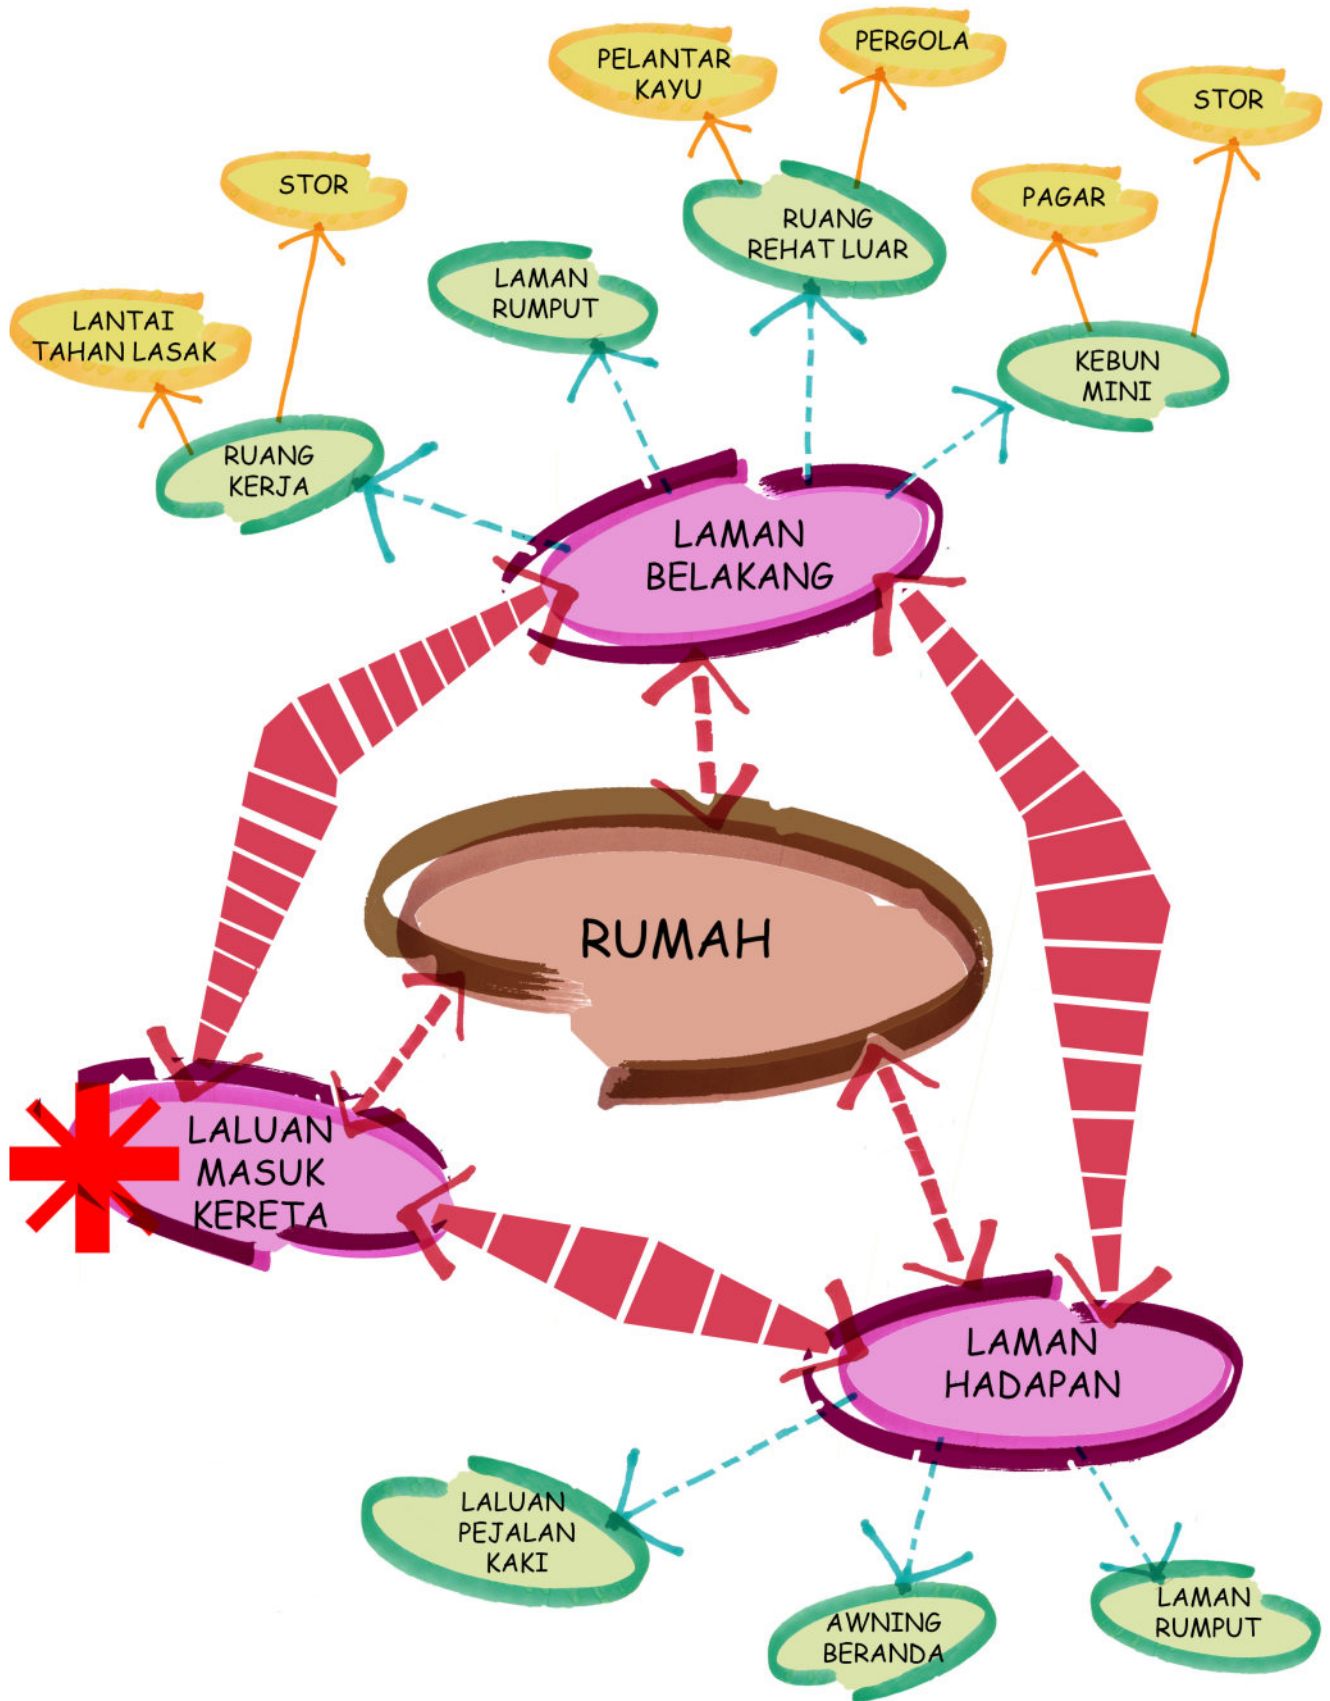 PELANTAR
KAYU
PERGOLA
STOR
STOR
PAGAR
RUANG
REHAT LUAR
LAMAN
RUMPUT
LANTAI
TAHAN LASAK
KEBUN
MINI
RUANG
KERJA
LAMAN
BELAKANG
RUMAH
LALUAN
MASUK
KERETA
LAMAN
HADAPAN
LALUAN
PEJALAN
KAKI
AWNING
BERANDA
LAMAN
RUMPUT